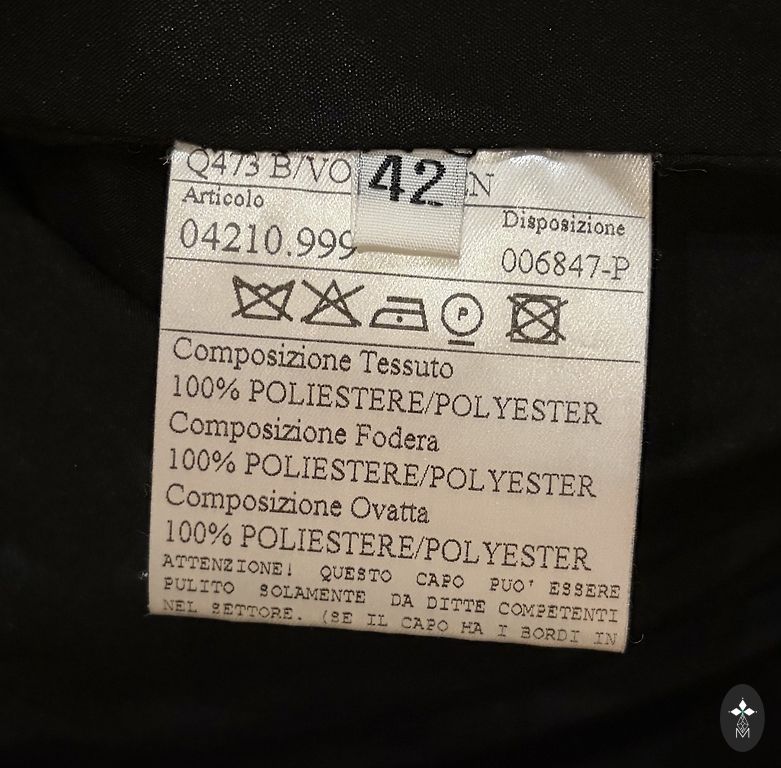 Q473 B/VO
42
N
Articolo
Disposizione
04210.999
006847-P
P
Composizione Tessuto
100% POLIESTERE/POLYESTER
Composizione Fodera
100% POLIESTERE/POLYESTER
Composizione Ovatta
100% POLIESTERE/POLYESTER
ATTENZIONE! QUESTO CAPO PUO' ESSERE
PULITO SOLAMENTE DA DITTE COMPETENTI
NEL SETTORE. (SE IL CAPO HA I BORDI IN